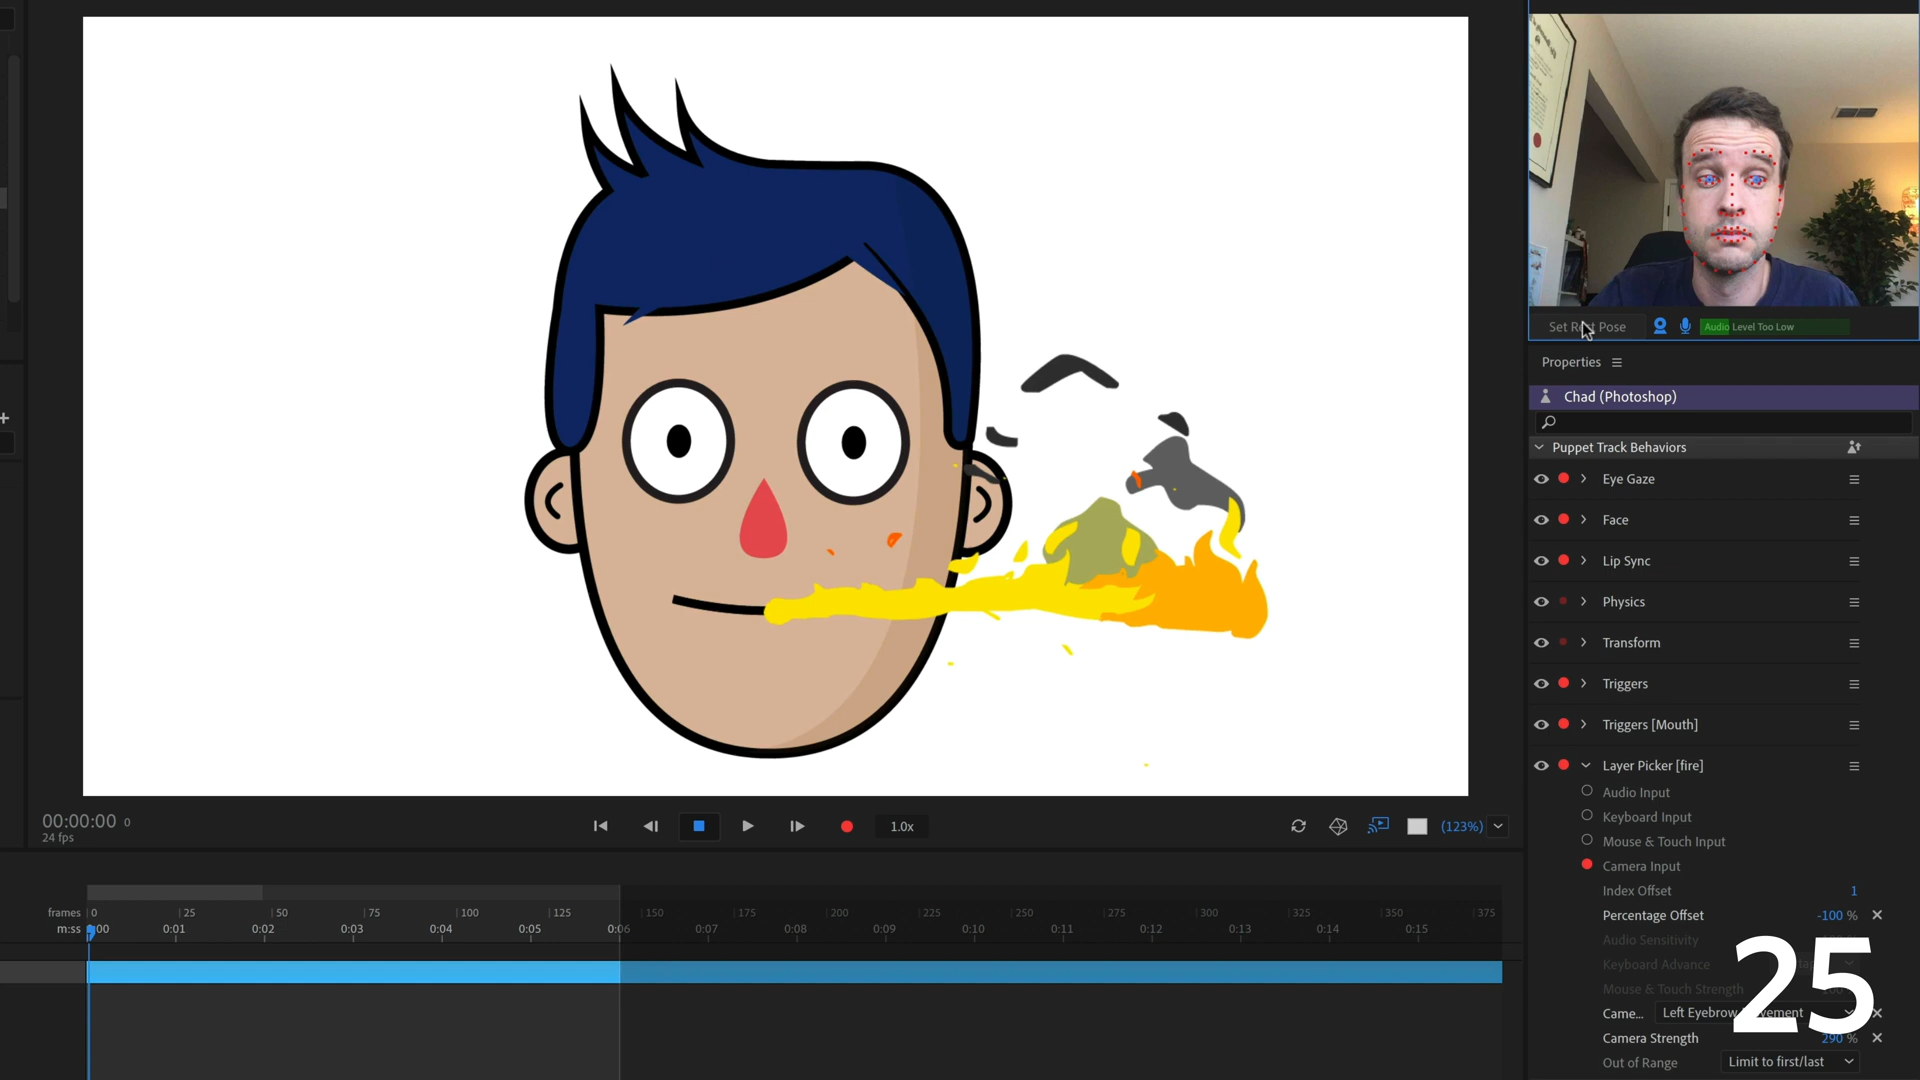 Set Rest Pose
Audio Level Too Low
Properties
Chad (Photoshop)
Puppet Track Behaviors
Eye Gaze
Face
Lip Sync
Physics
Transform
Triggers
Triggers [Mouth]
Layer Picker [fire]
Audio Input
Keyboard Input
Mouse & Touch Input
Camera Input
Index Offset 1
Percentage Offset -100 %
Audio Sensitivity
Keyboard Advance
Mouse & Touch Strength
Came... Left Eyebrow
Camera Strength 290 %
Out of Range Limit to first/last
25
00:00:00 0
24 fps
1.0x
(123%)
frames 0 25 50 75 100 125 150 175 200 225 250 275 300 325 350 375
m:ss 0:01 0:02 0:03 0:04 0:05 0:06 0:07 0:08 0:09 0:10 0:11 0:12 0:13 0:14 0:15